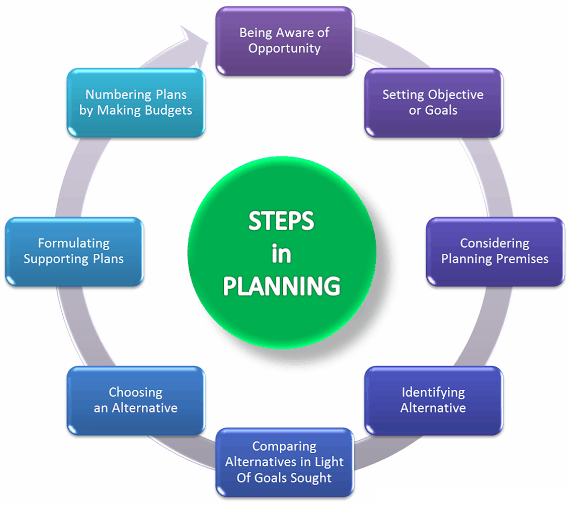 Being Aware of
Opportunity
Setting Objective
or Goals
Considering
Planning Premises
Identifying
Alternative
Comparing
Alternatives in Light
Of Goals Sought
Choosing
an Alternative
Formulating
Supporting Plans
Numbering Plans
by Making Budgets
STEPS
in
PLANNING